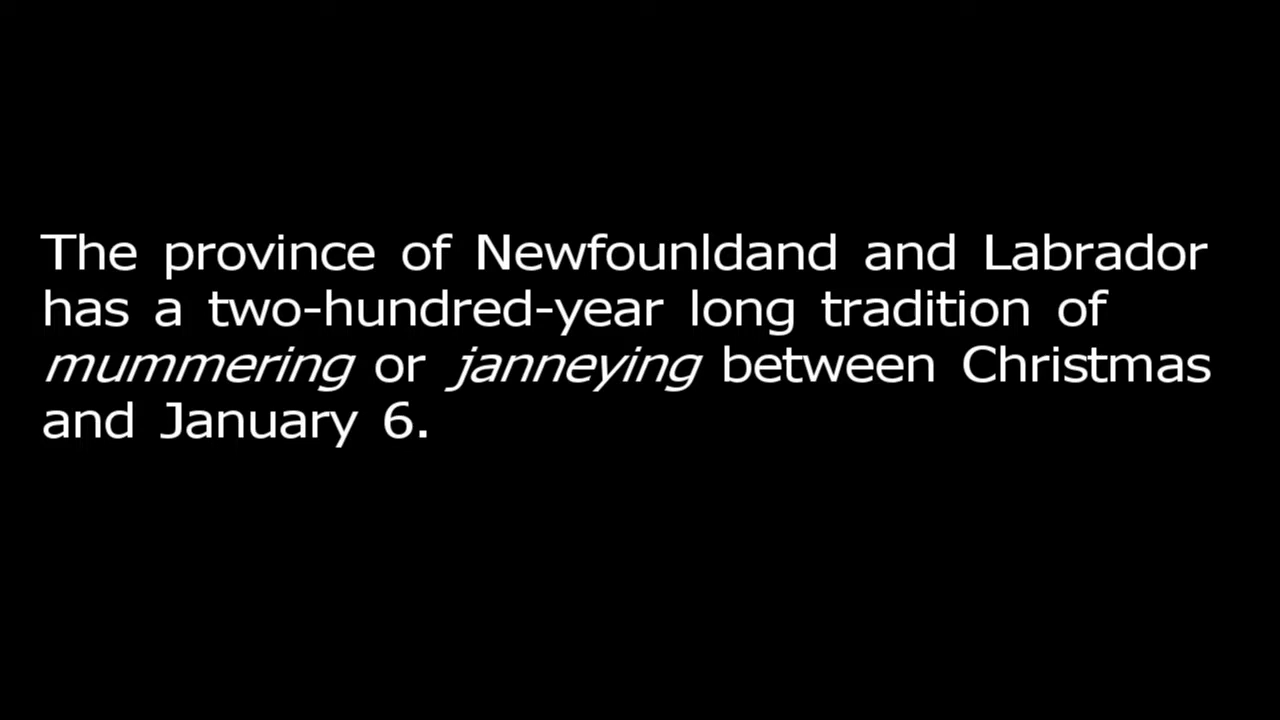 The province of Newfounldand and Labrador
has a two-hundred-year long tradition of
mummering or janneying between Christmas
and January 6.